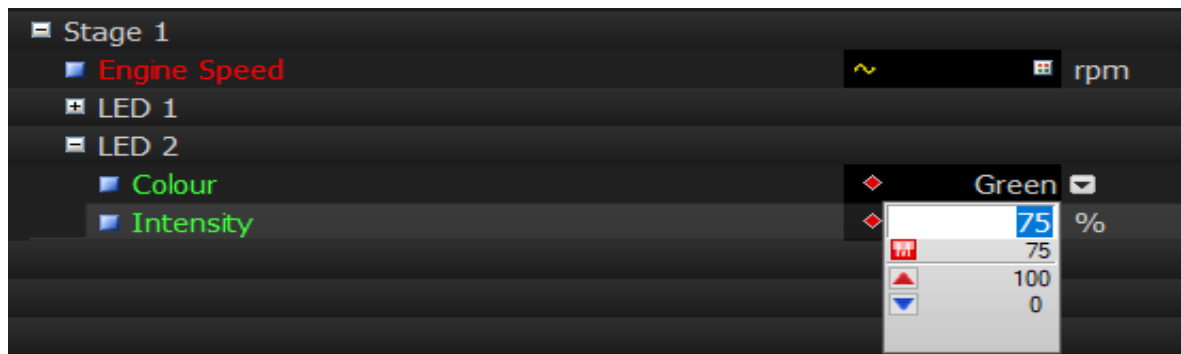 Stage 1
Engine Speed rpm
LED 1
LED 2
Colour Green
Intensity 75 %
M 75
100
0